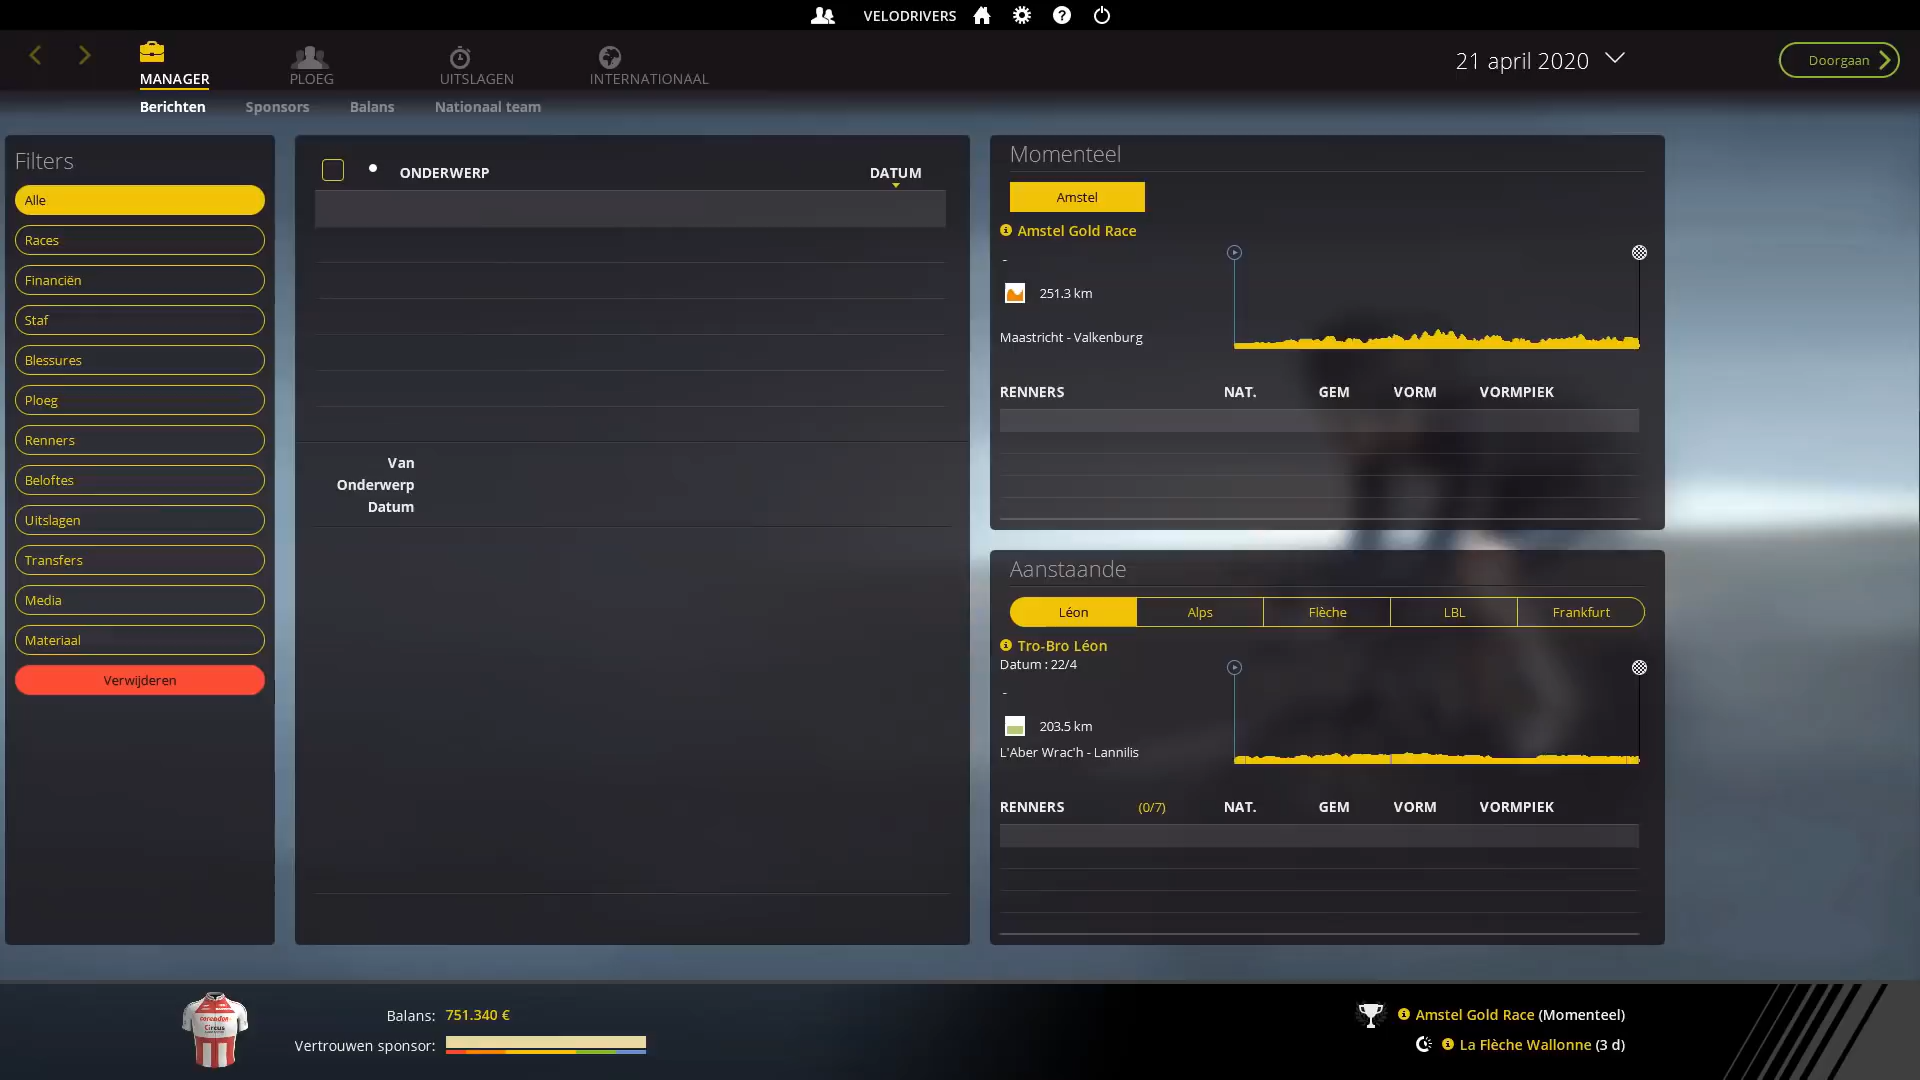 VELODRIVERS
MANAGER
PLOEG
UITSLAGEN
INTERNATIONAAL
21 april 2020
Doorgaan
Berichten
Sponsors
Balans
Nationaal team
Filters
Alle
Races
Financiën
Staf
Blessures
Ploeg
Renners
Beloftes
Uitslagen
Transfers
Media
Materiaal
Verwijderen
ONDERWERP
DATUM
Van
Onderwerp
Datum
Momenteel
Amstel
Amstel Gold Race
-
251.3 km
Maastricht - Valkenburg
RENNERS NAT. GEM VORM VORMPIEK
Aanstaande
Léon Alps Flèche LBL Frankfurt
Tro-Bro Léon
Datum : 22/4
-
203.5 km
L'Aber Wrac'h - Lannilis
RENNERS (0/7) NAT. GEM VORM VORMPIEK
corendon
Circus
Balans: 751.340 €
Vertrouwen sponsor:
Amstel Gold Race (Momenteel)
La Flèche Wallonne (3 d)